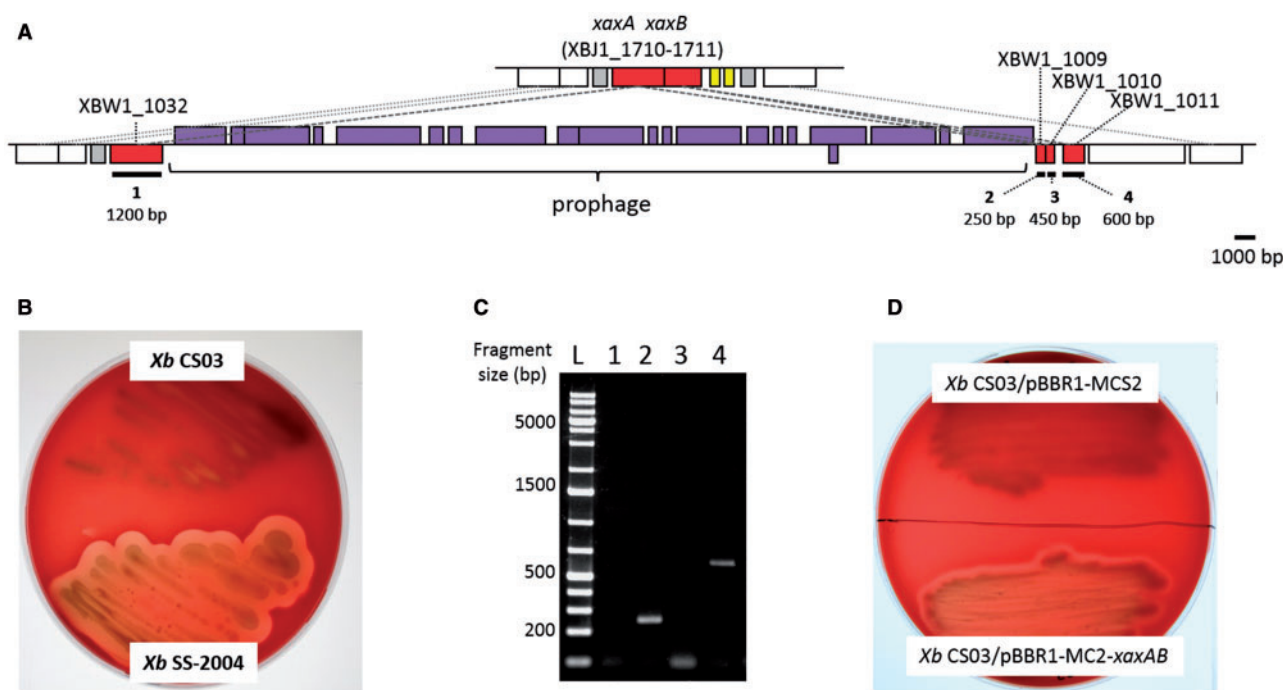 A
xaxA xaxB
(XBJ1_1710-1711)
XBW1_1009
XBW1_1010
XBW1_1011
XBW1_1032
1
1200 bp
prophage
2 3 4
250 bp 450 bp 600 bp
1000 bp
B
Xb CS03
Xb SS-2004
C
Fragment
size (bp)
L 1 2 3 4
5000
1500
500
200
D
Xb CS03/pBBR1-MCS2
Xb CS03/pBBR1-MC2-xaxAB